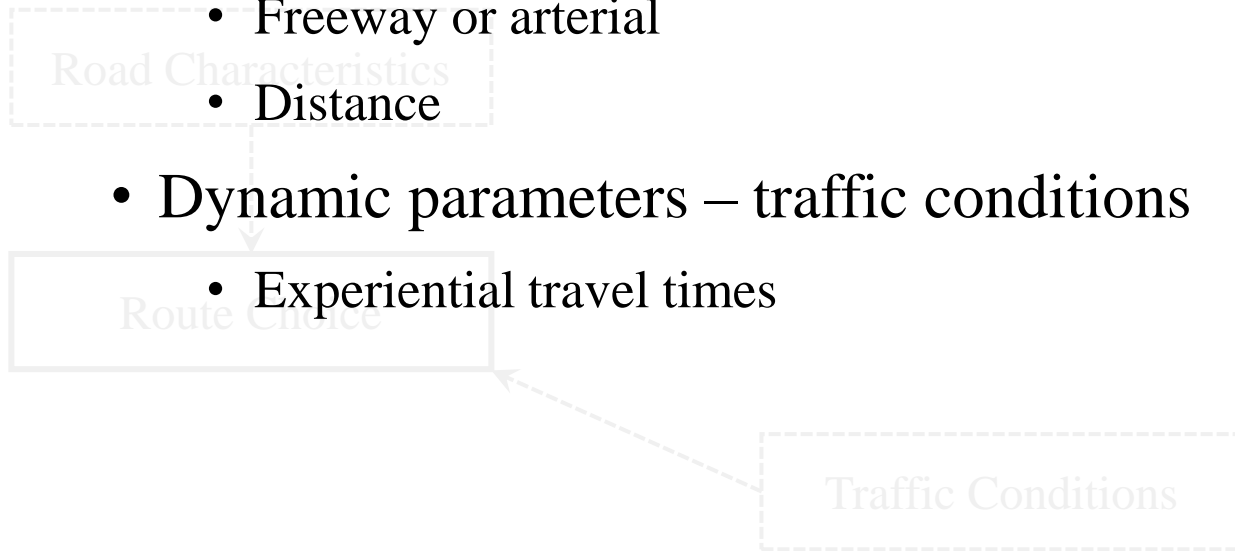 • Freeway or arterial
Road Characteristics
• Distance
• Dynamic parameters – traffic conditions
• Experiential travel times
Route Choice
Traffic Conditions